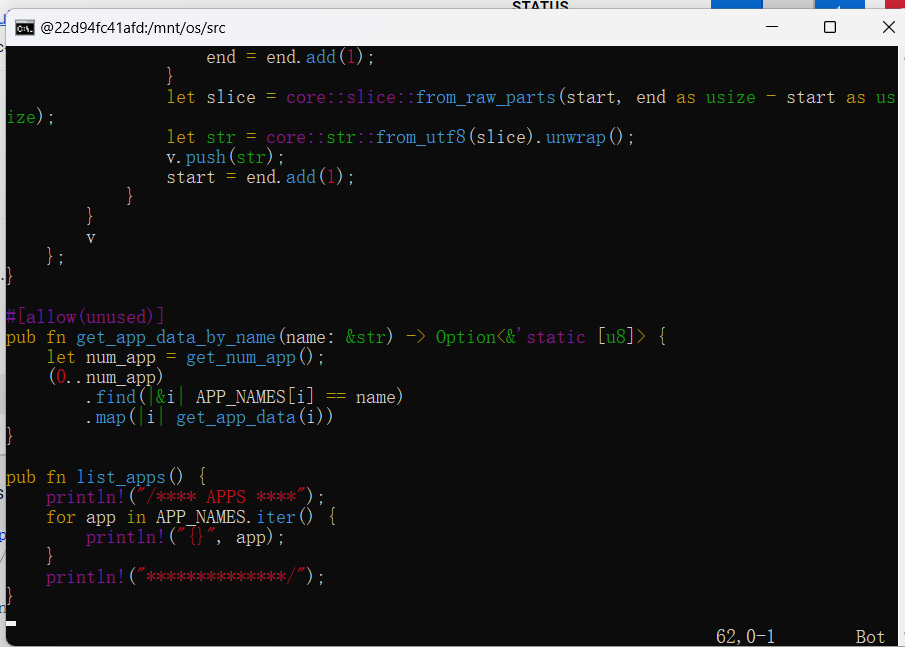 STATUS
@22d94fc41afd:/mnt/os/src
                    end = end.add(1);
                }
                let slice = core::slice::from_raw_parts(start, end as usize - start as us
ize);
                let str = core::str::from_utf8(slice).unwrap();
                v.push(str);
                start = end.add(1);
            }
        }
        v
    };
}
#[allow(unused)]
pub fn get_app_data_by_name(name: &str) -> Option<&'static [u8]> {
    let num_app = get_num_app();
    (0..num_app)
        .find(|&i| APP_NAMES[i] == name)
        .map(|i| get_app_data(i))
}
pub fn list_apps() {
    println!("/**** APPS ****");
    for app in APP_NAMES.iter() {
        println!("{}", app);
    }
    println!("**************/");
}
62,0-1 Bot